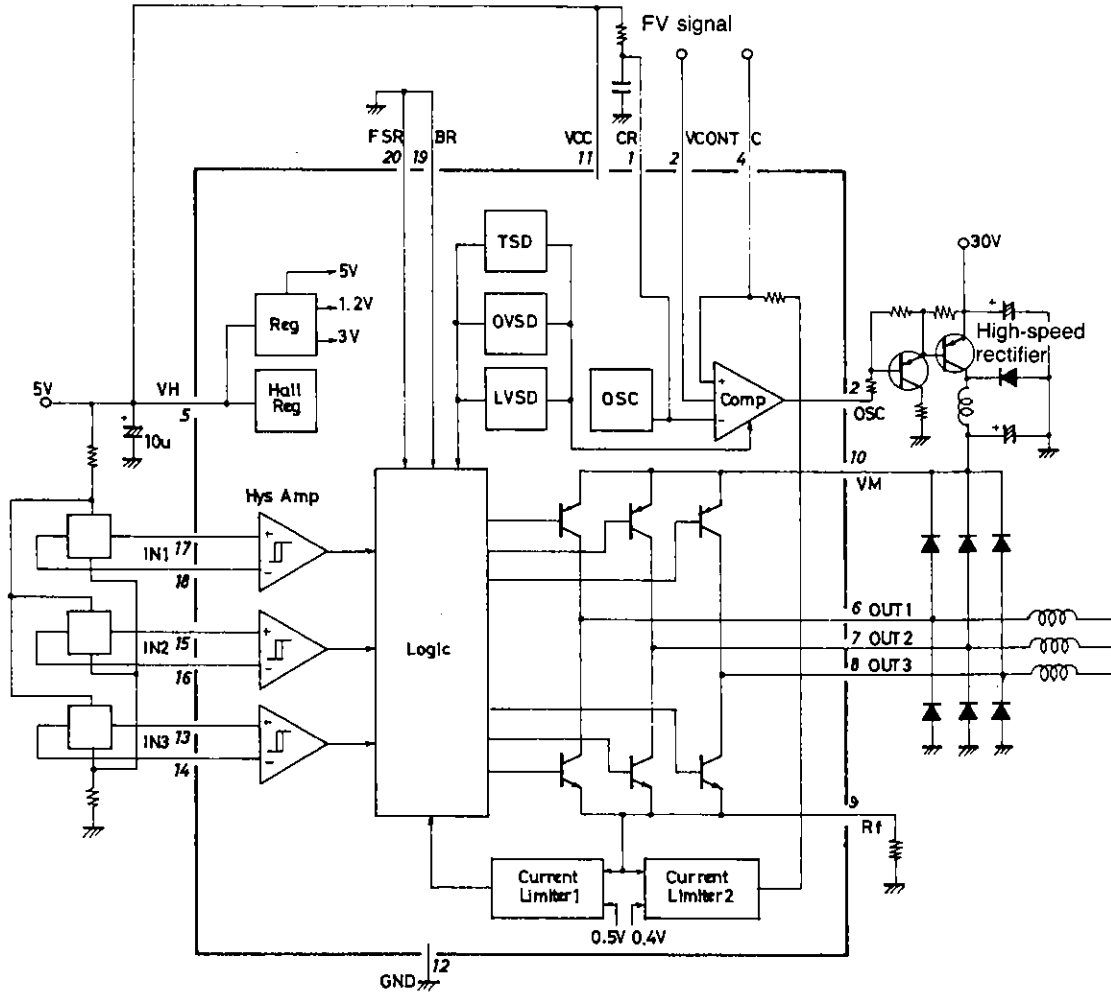 FV signal
FSR BR VCC CR VCONT C
20 19 11 1 2 4
30V
TSD
5V
1.2V
Reg
3V
OVSD
High-speed
rectifier
5V VH
5
Hall
Reg
LVSD
OSC
+
Comp
-
2
OSC
+
10u
10
VM
Hys Amp
+
-
IN1 17
18
6 OUT1
+
-
IN2 15
16
Logic
7 OUT2
8 OUT3
+
-
IN3 13
14
9
Rf
Current
Limiter1
Current
Limiter2
0.5V 0.4V
12
GND